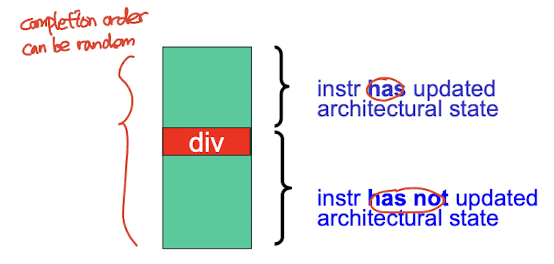 completion order
can be random
instr has updated
architectural state
div
instr has not updated
architectural state